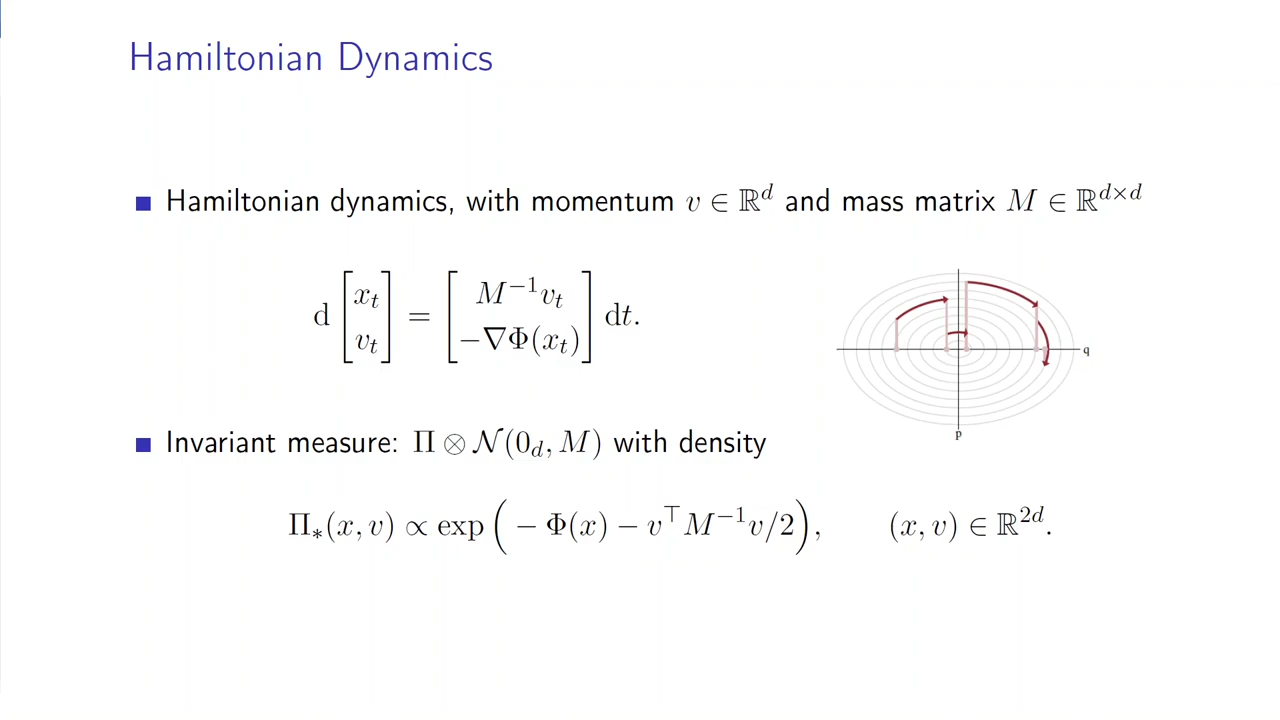 Hamiltonian Dynamics
■ Hamiltonian dynamics, with momentum v ∈ ℝ^d and mass matrix M ∈ ℝ^{d×d}
d [x_t; v_t] = [M^{-1}v_t; −∇Φ(x_t)] dt.
q
p
■ Invariant measure: Π ⊗ 𝒩(0_d, M) with density
Π_*(x, v) ∝ exp(− Φ(x) − v^⊤M^{-1}v/2), (x, v) ∈ ℝ^{2d}.